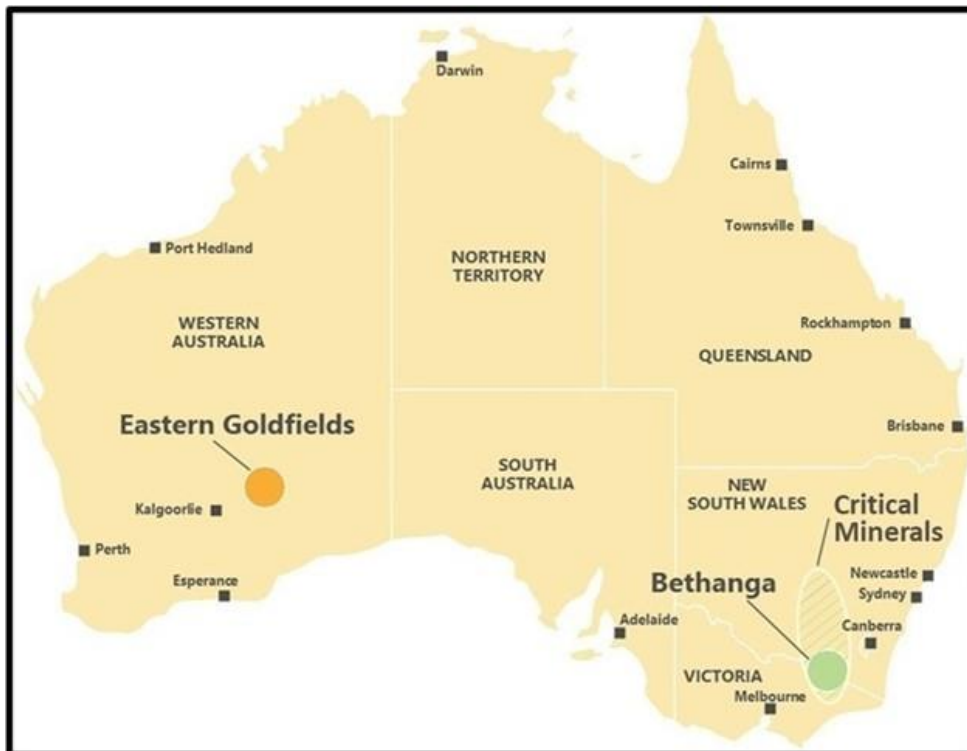 Darwin
Cairns
Townsville
Port Hedland
NORTHERN
TERRITORY
WESTERN
AUSTRALIA
Rockhampton
QUEENSLAND
Eastern Goldfields
Brisbane
SOUTH
AUSTRALIA
NEW
SOUTH WALES
Critical
Minerals
Kalgoorlie
Perth
Esperance
Bethanga
Newcastle
Sydney
Adelaide
Canberra
VICTORIA
Melbourne